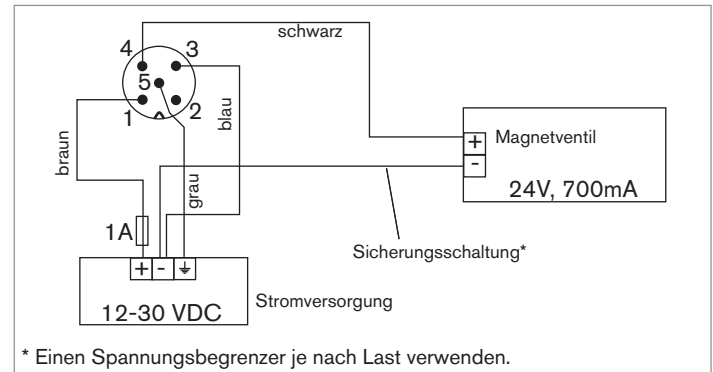 schwarz
4
3
5
1
2
braun
blau
grau
1A
+
-
Magnetventil
24V, 700mA
Sicherungsschaltung*
+ -
12-30 VDC
Stromversorgung
* Einen Spannungsbegrenzer je nach Last verwenden.